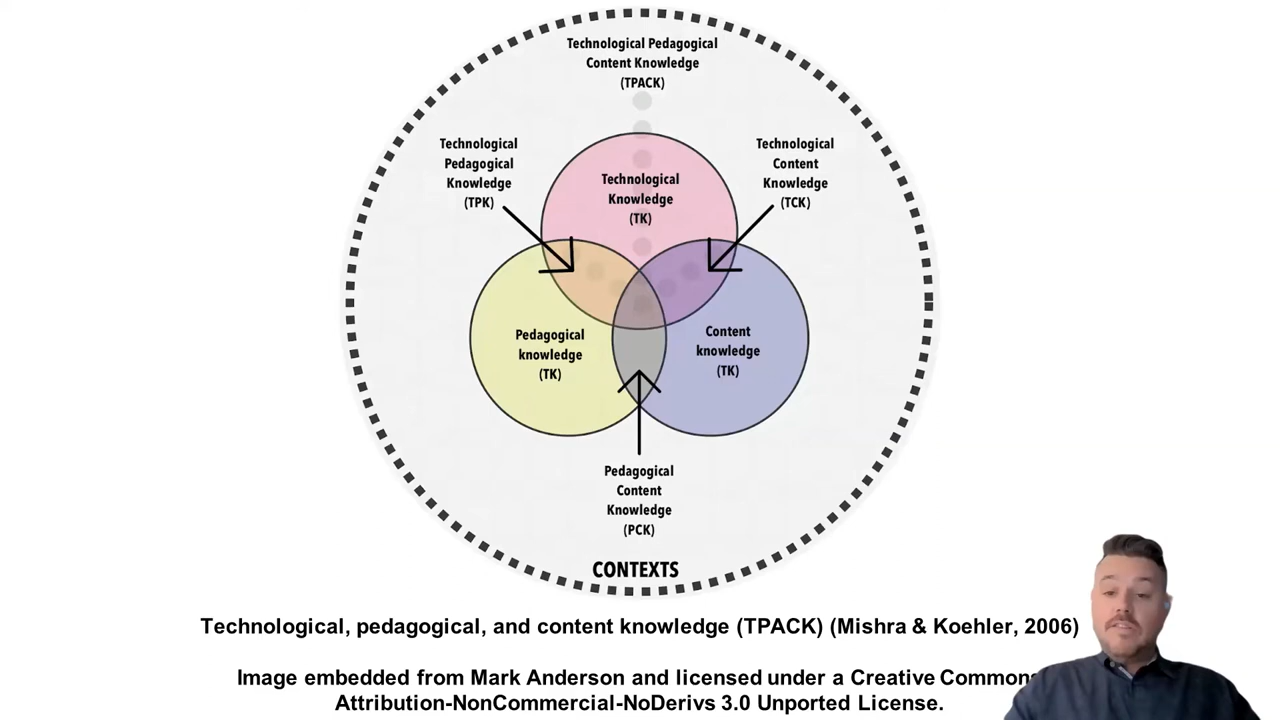 Technological Pedagogical
Content Knowledge
(TPACK)
Technological
Pedagogical
Knowledge
(TPK)
Technological
Content
Knowledge
(TCK)
Technological
Knowledge
(TK)
Pedagogical
knowledge
(TK)
Content
knowledge
(TK)
Pedagogical
Content
Knowledge
(PCK)
CONTEXTS
Technological, pedagogical, and content knowledge (TPACK) (Mishra & Koehler, 2006)
Image embedded from Mark Anderson and licensed under a Creative Commons
Attribution-NonCommercial-NoDerivs 3.0 Unported License.